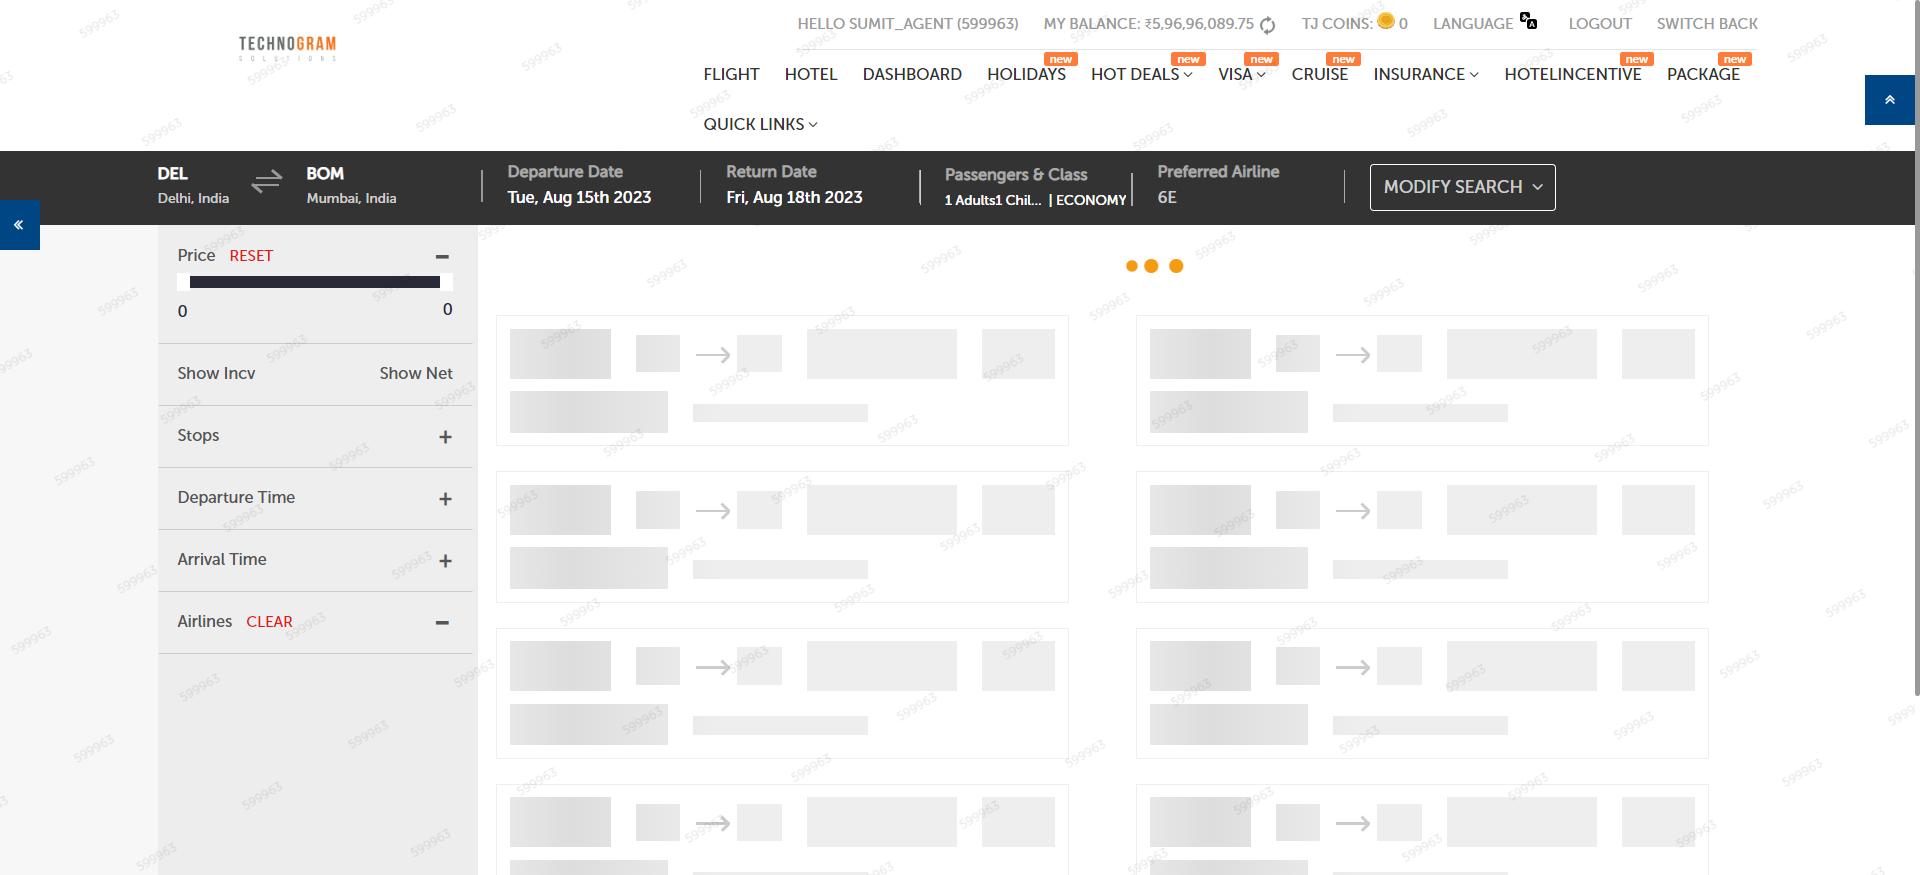 HELLO SUMIT_AGENT (599963) MY BALANCE: ₹5,96,96,089.75 TJ COINS: 0 LANGUAGE LOGOUT SWITCH BACK
TECHNOGRAM
SOLUTIONS
new new new new new new
FLIGHT HOTEL DASHBOARD HOLIDAYS HOT DEALS VISA CRUISE INSURANCE HOTELINCENTIVE PACKAGE
QUICK LINKS
DEL BOM Departure Date Return Date Passengers & Class Preferred Airline
Delhi, India Mumbai, India Tue, Aug 15th 2023 Fri, Aug 18th 2023 1 Adults1 Chil... | ECONOMY 6E
MODIFY SEARCH
Price RESET
0 0
Show Incv Show Net
Stops
Departure Time
Arrival Time
Airlines CLEAR
599963